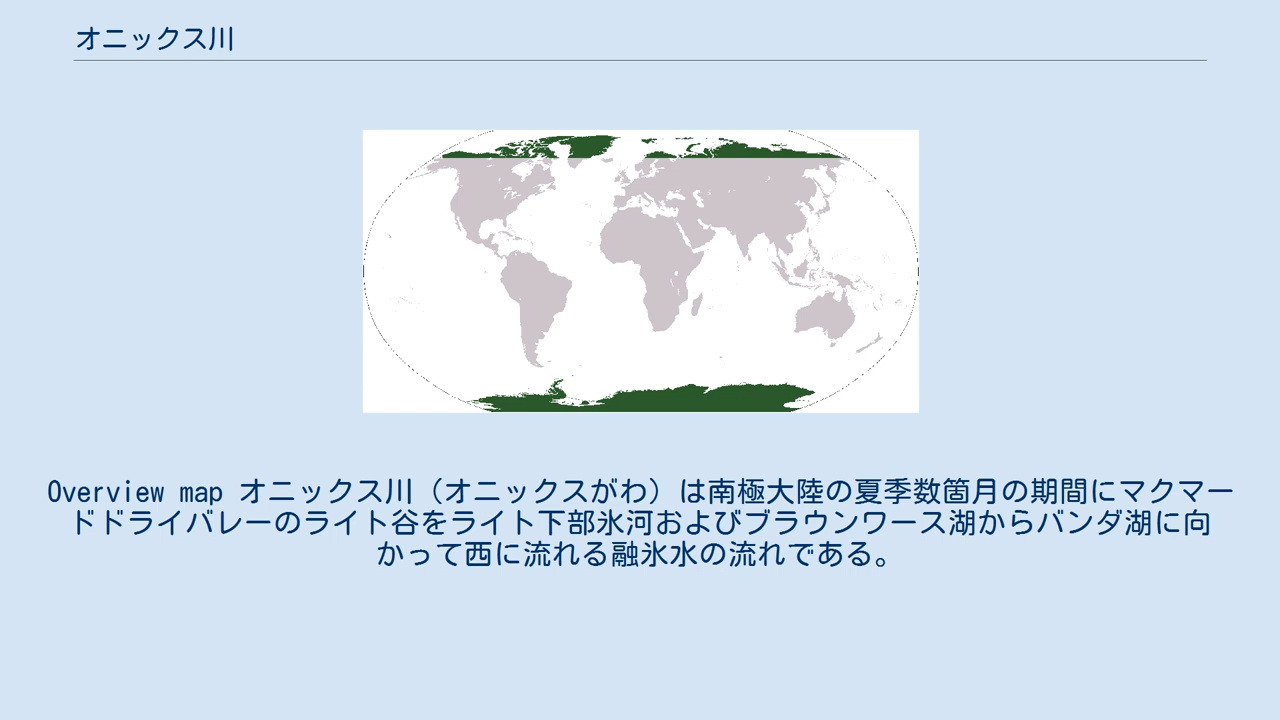 オニックス川
Overview map オニックス川（オニックスがわ）は南極大陸の夏季数箇月の期間にマクマー
ドドライバレーのライト谷をライト下部氷河およびブラウンワース湖からバンダ湖に向
かって西に流れる融氷水の流れである。